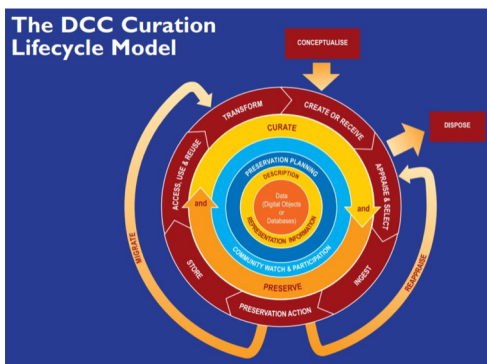 The DCC Curation
Lifecycle Model
CONCEPTUALISE
CREATE OR RECEIVE
DISPOSE
APPRAISE & SELECT
INGEST
PRESERVATION ACTION
STORE
ACCESS, USE & REUSE
TRANSFORM
MIGRATE
REAPPRAISE
CURATE
and
PRESERVE
and
PRESERVATION PLANNING
COMMUNITY WATCH & PARTICIPATION
DESCRIPTION
REPRESENTATION INFORMATION
Data
(Digital Objects
or
Databases)